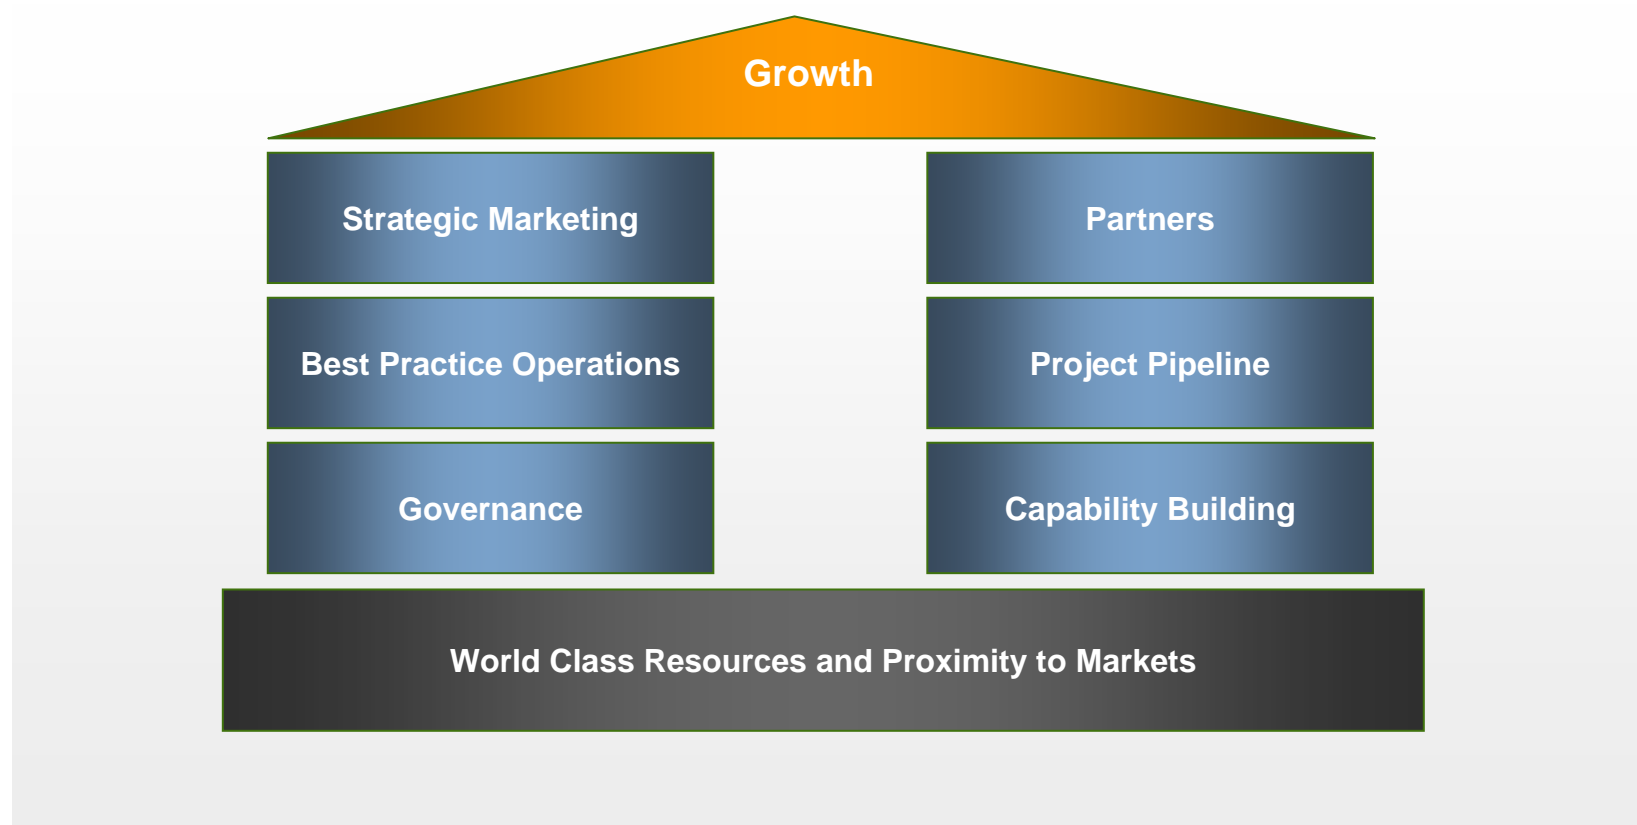 Growth
Strategic Marketing
Partners
Best Practice Operations
Project Pipeline
Governance
Capability Building
World Class Resources and Proximity to Markets